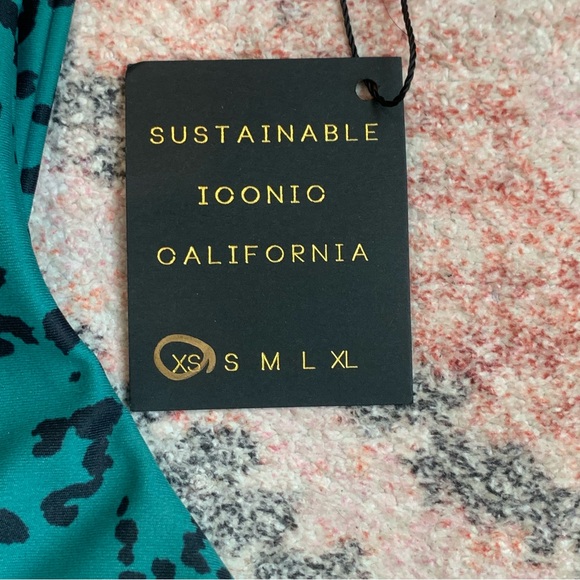 SUSTAINABLE
ICONIC
CALIFORNIA
XS S M L XL